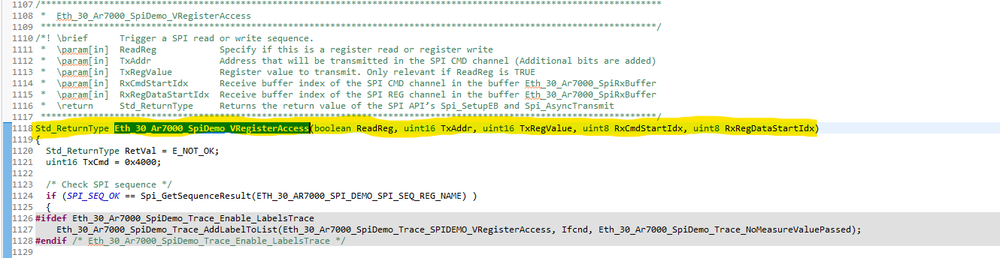 1107 /***********************************************************************************************************************
1108  *  Eth_30_Ar7000_SpiDemo_VRegisterAccess
1109  **********************************************************************************************************************/
1110 /*! \brief      Trigger a SPI read or write sequence.
1111  *  \param[in]  ReadReg            Specify if this is a register read or register write
1112  *  \param[in]  TxAddr             Address that will be transmitted in the SPI CMD channel (Additional bits are added)
1113  *  \param[in]  TxRegValue         Register value to transmit. Only relevant if ReadReg is TRUE
1114  *  \param[in]  RxCmdStartIdx      Receive buffer index of the SPI CMD channel in the buffer Eth_30_Ar7000_SpiRxBuffer
1115  *  \param[in]  RxRegDataStartIdx  Receive buffer index of the SPI REG channel in the buffer Eth_30_Ar7000_SpiRxBuffer
1116  *  \return     Std_ReturnType     Returns the return value of the SPI API’s Spi_SetupEB and Spi_AsyncTransmit
1117  **********************************************************************************************************************/
1118 Std_ReturnType Eth_30_Ar7000_SpiDemo_VRegisterAccess(boolean ReadReg, uint16 TxAddr, uint16 TxRegValue, uint8 RxCmdStartIdx, uint8 RxRegDataStartIdx)
1119 {
1120   Std_ReturnType RetVal = E_NOT_OK;
1121   uint16 TxCmd = 0x4000;
1122
1123   /* Check SPI sequence */
1124   if (SPI_SEQ_OK == Spi_GetSequenceResult(ETH_30_AR7000_SPI_DEMO_SPI_SEQ_REG_NAME) )
1125   {
1126 #ifdef Eth_30_Ar7000_SpiDemo_Trace_Enable_LabelsTrace
1127     Eth_30_Ar7000_SpiDemo_Trace_AddLabelToList(Eth_30_Ar7000_SpiDemo_Trace_SPIDEMO_VRegisterAccess, Ifcnd, Eth_30_Ar7000_SpiDemo_Trace_NoMeasureValuePassed);
1128 #endif /* Eth_30_Ar7000_SpiDemo_Trace_Enable_LabelsTrace */
1129